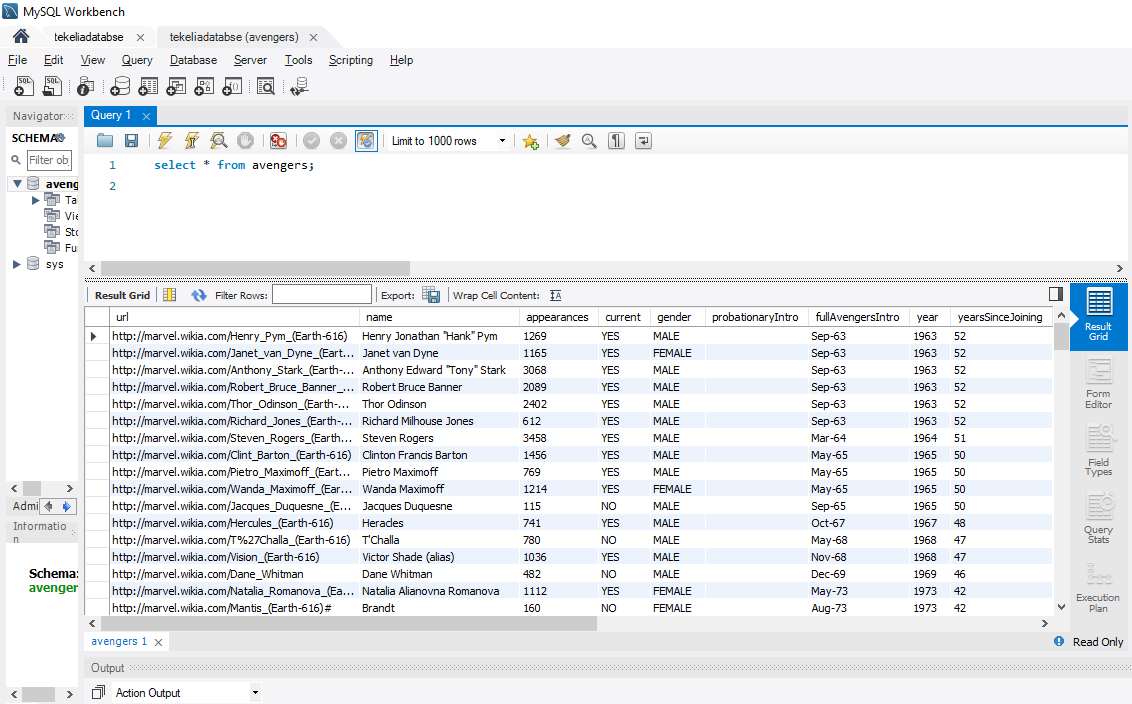 MySQL Workbench
tekeliadatabse
tekeliadatabse (avengers)
File Edit View Query Database Server Tools Scripting Help
Navigator
SCHEMAS
Filter ob
aveng
Ta
Vie
Sto
Fu
sys
Admi
Informatio
n
Schema:
avenger
Query 1
Limit to 1000 rows
1 select * from avengers;
2
Result Grid Filter Rows: Export: Wrap Cell Content:
url name appearances current gender probationaryIntro fullAvengersIntro year yearsSinceJoining
http://marvel.wikia.com/Henry_Pym_(Earth-616) Henry Jonathan "Hank" Pym 1269 YES MALE Sep-63 1963 52
http://marvel.wikia.com/Janet_van_Dyne_(Eart... Janet van Dyne 1165 YES FEMALE Sep-63 1963 52
http://marvel.wikia.com/Anthony_Stark_(Earth-... Anthony Edward "Tony" Stark 3068 YES MALE Sep-63 1963 52
http://marvel.wikia.com/Robert_Bruce_Banner_... Robert Bruce Banner 2089 YES MALE Sep-63 1963 52
http://marvel.wikia.com/Thor_Odinson_(Earth-... Thor Odinson 2402 YES MALE Sep-63 1963 52
http://marvel.wikia.com/Richard_Jones_(Earth-... Richard Milhouse Jones 612 YES MALE Sep-63 1963 52
http://marvel.wikia.com/Steven_Rogers_(Earth... Steven Rogers 3458 YES MALE Mar-64 1964 51
http://marvel.wikia.com/Clint_Barton_(Earth-616) Clinton Francis Barton 1456 YES MALE May-65 1965 50
http://marvel.wikia.com/Pietro_Maximoff_(Eart... Pietro Maximoff 769 YES MALE May-65 1965 50
http://marvel.wikia.com/Wanda_Maximoff_(Ear... Wanda Maximoff 1214 YES FEMALE May-65 1965 50
http://marvel.wikia.com/Jacques_Duquesne_(E... Jacques Duquesne 115 NO MALE Sep-65 1965 50
http://marvel.wikia.com/Hercules_(Earth-616) Heracles 741 YES MALE Oct-67 1967 48
http://marvel.wikia.com/T%27Challa_(Earth-616) T'Challa 780 NO MALE May-68 1968 47
http://marvel.wikia.com/Vision_(Earth-616) Victor Shade (alias) 1036 YES MALE Nov-68 1968 47
http://marvel.wikia.com/Dane_Whitman Dane Whitman 482 NO MALE Dec-69 1969 46
http://marvel.wikia.com/Natalia_Romanova_(Ea... Natalia Alianovna Romanova 1112 YES FEMALE May-73 1973 42
http://marvel.wikia.com/Mantis_(Earth-616)# Brandt 160 NO FEMALE Aug-73 1973 42
Result
Grid
Form
Editor
Field
Types
Query
Stats
Execution
Plan
avengers 1
Read Only
Output
Action Output